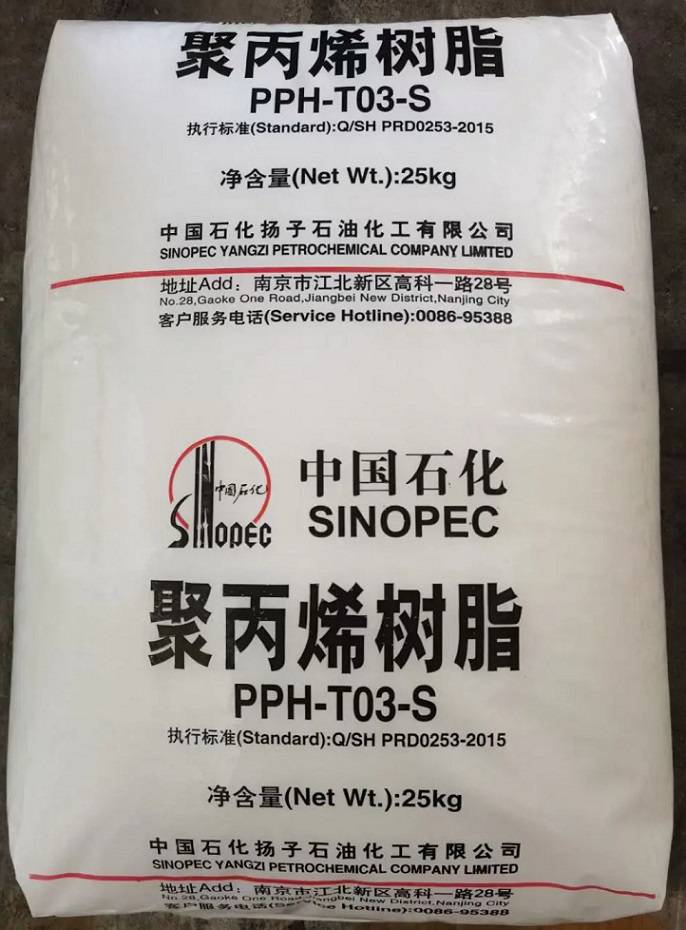 聚丙烯树脂
PPH-T03-S
执行标准(Standard):Q/SH PRD0253-2015
净含量(Net Wt.):25kg
中国石化扬子石油化工有限公司
SINOPEC YANGZI PETROCHEMICAL COMPANY LIMITED
地址Add：南京市江北新区高科一路28号
No.28,Gaoke One Road,Jiangbei New District,Nanjing City
客户服务电话(Service Hotline):0086-95388
中国石化
SINOPEC
中国石化
SINOPEC
聚丙烯树脂
PPH-T03-S
执行标准(Standard):Q/SH PRD0253-2015
净含量(Net Wt.):25kg
中国石化扬子石油化工有限公司
SINOPEC YANGZI PETROCHEMICAL COMPANY LIMITED
地址Add：南京市江北新区高科一路28号
No.28,Gaoke One Road,Jiangbei New District,Nanjing City
客户服务电话(Service Hotline):0086-95388